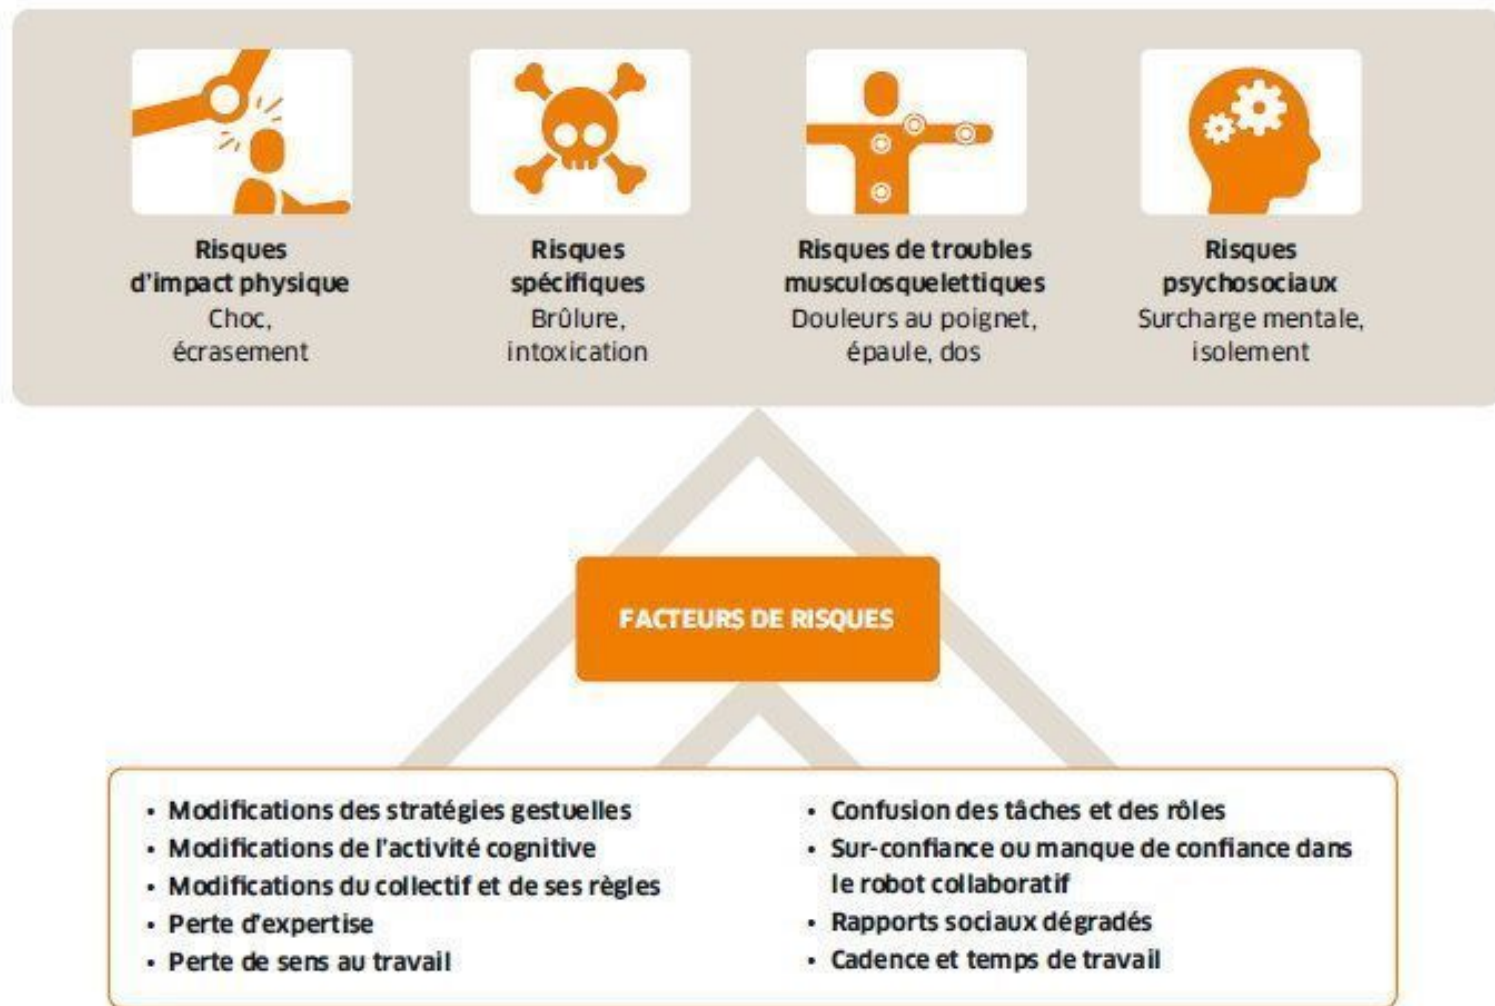 Risques
d'impact physique
Choc,
écrasement
Risques
spécifiques
Brûlure,
intoxication
Risques de troubles
musculosquelettiques
Douleurs au poignet,
épaule, dos
Risques
psychosociaux
Surcharge mentale,
isolement
FACTEURS DE RISQUES
• Modifications des stratégies gestuelles
• Modifications de l'activité cognitive
• Modifications du collectif et de ses règles
• Perte d'expertise
• Perte de sens au travail
• Confusion des tâches et des rôles
• Sur-confiance ou manque de confiance dans
le robot collaboratif
• Rapports sociaux dégradés
• Cadence et temps de travail